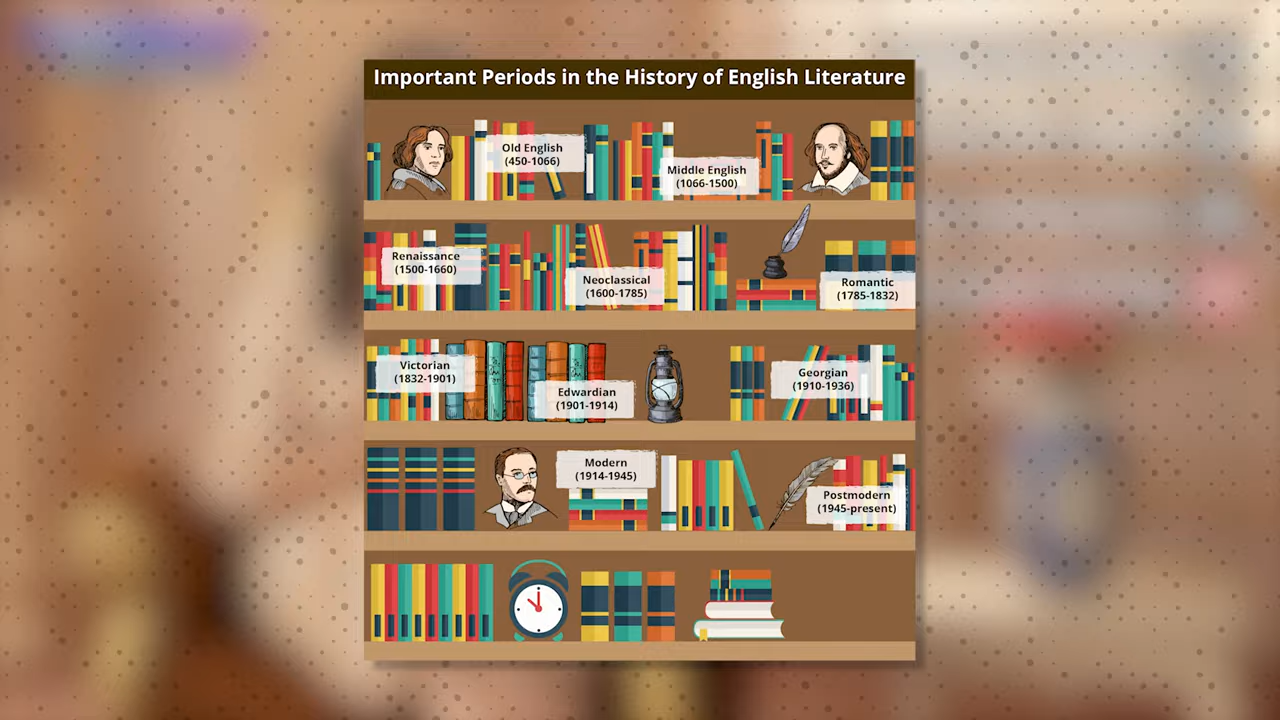 Important Periods in the History of English Literature
Old English
(450-1066)
Middle English
(1066-1500)
Renaissance
(1500-1660)
Neoclassical
(1600-1785)
Romantic
(1785-1832)
Victorian
(1832-1901)
Edwardian
(1901-1914)
Georgian
(1910-1936)
Modern
(1914-1945)
Postmodern
(1945-present)